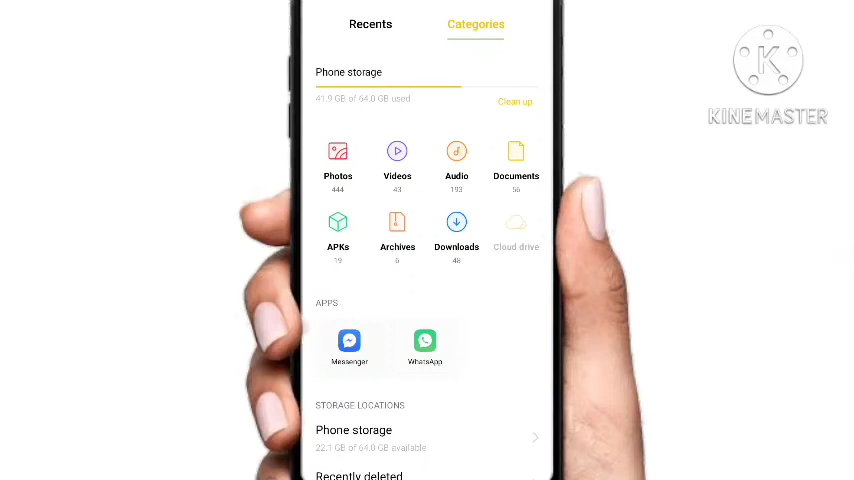 Recents Categories
Phone storage
41.9 GB of 64.0 GB used
Clean up
Photos Videos Audio Documents
444 43 193 56
APKs Archives Downloads Cloud drive
19 6 48
APPS
Messenger WhatsApp
STORAGE LOCATIONS
Phone storage
22.1 GB of 64.0 GB available
Recently deleted
K
KINEMASTER